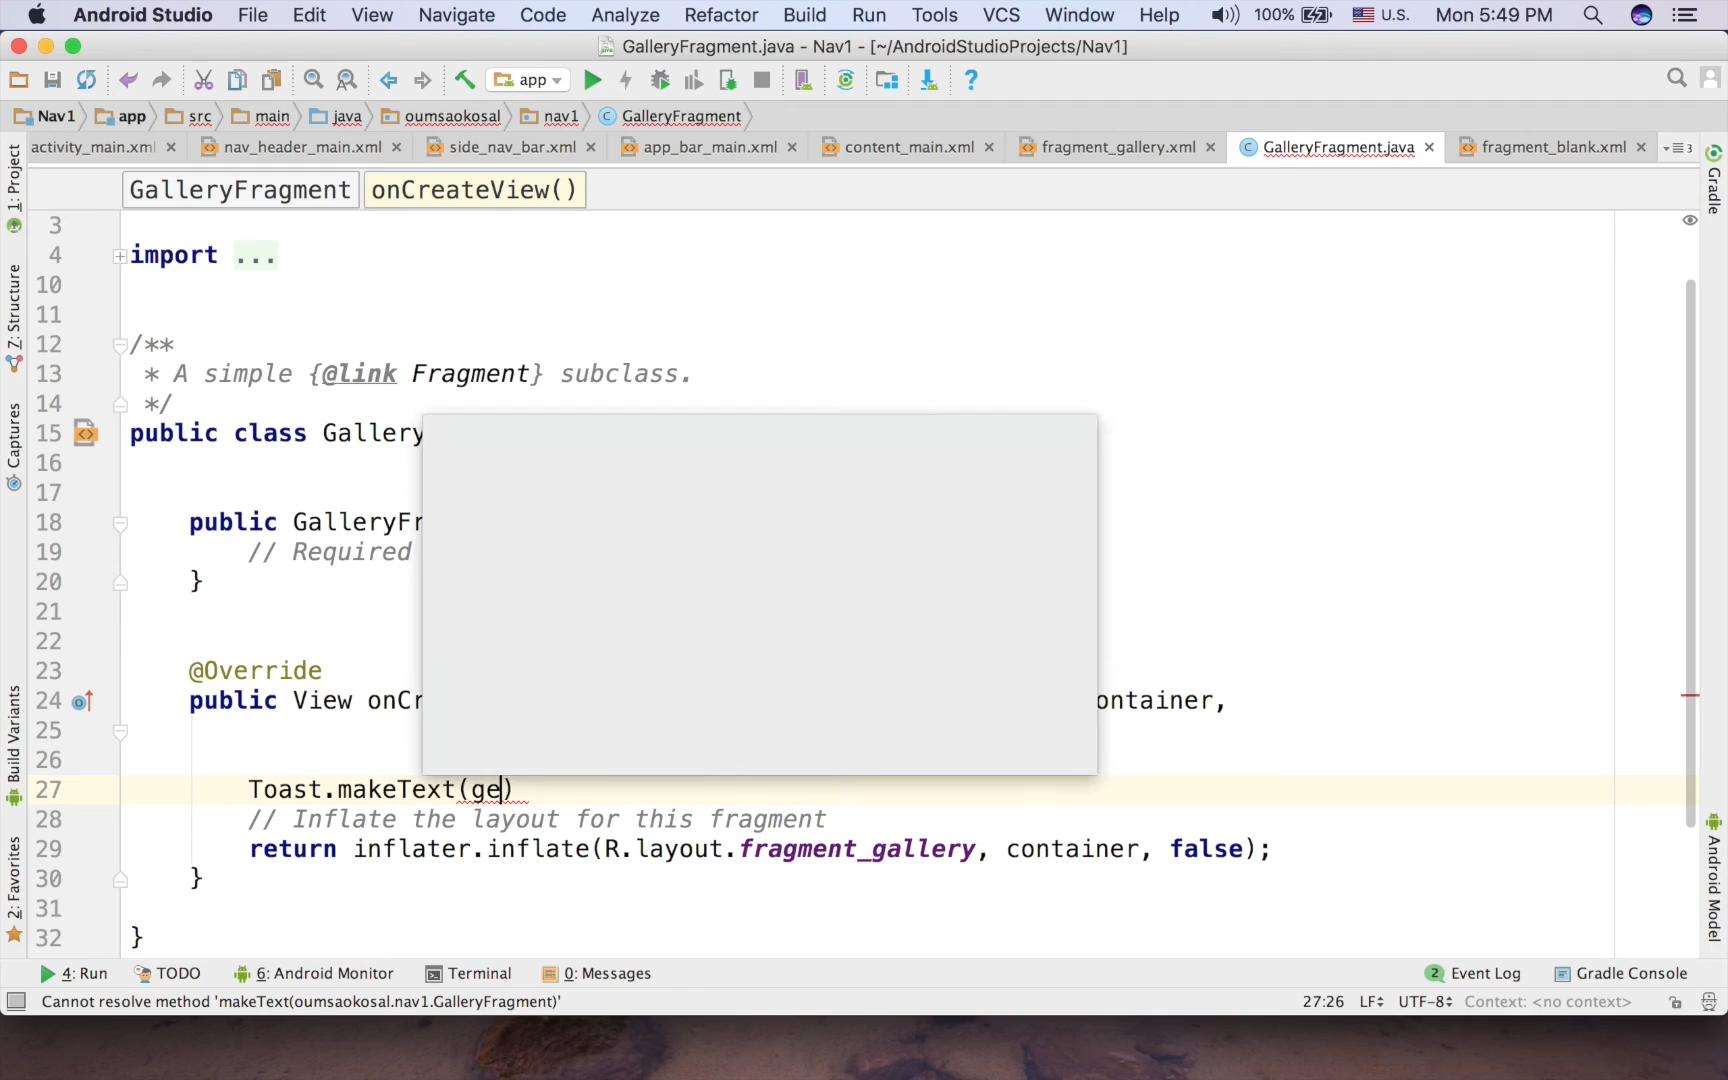 Android Studio File Edit View Navigate Code Analyze Refactor Build Run Tools VCS Window Help 100% U.S. Mon 5:49 PM
GalleryFragment.java - Nav1 - [~/AndroidStudioProjects/Nav1]
app
Nav1 app src main java oumsaokosal nav1 GalleryFragment
activity_main.xml nav_header_main.xml side_nav_bar.xml app_bar_main.xml content_main.xml fragment_gallery.xml GalleryFragment.java fragment_blank.xml 3
GalleryFragment onCreateView()
1: Project
Z: Structure
Captures
Build Variants
2: Favorites
Gradle
Android Model
3
4 import ...
10
11
12 /**
13 * A simple {@link Fragment} subclass.
14 */
15 public class Gallery
16
17
18 public GalleryFr
19 // Required
20 }
21
22
23 @Override
24 public View onCr ontainer,
25
26
27 Toast.makeText(ge)
28 // Inflate the layout for this fragment
29 return inflater.inflate(R.layout.fragment_gallery, container, false);
30 }
31
32 }
4: Run TODO 6: Android Monitor Terminal 0: Messages 2 Event Log Gradle Console
Cannot resolve method 'makeText(oumsaokosal.nav1.GalleryFragment)' 27:26 LF UTF-8 Context: <no context>